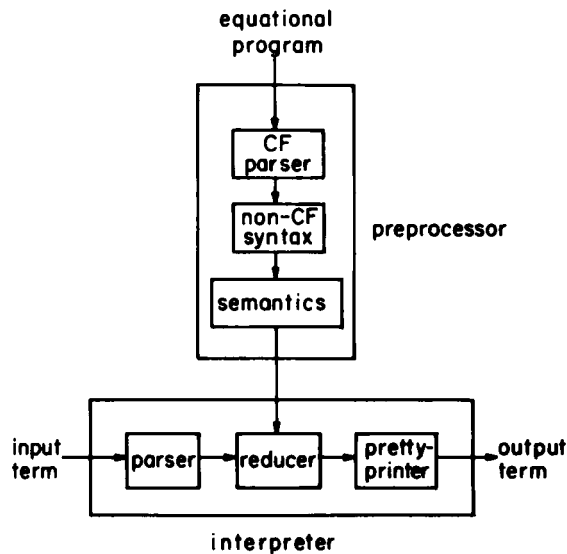 equational
program
CF
parser
non-CF
syntax
preprocessor
semantics
input
term
parser
reducer
pretty-
printer
output
term
interpreter